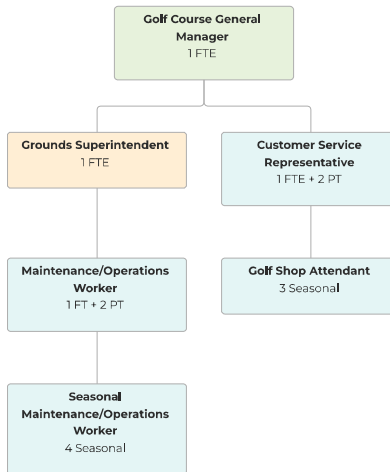 Golf Course General
Manager
1 FTE
Grounds Superintendent
1 FTE
Customer Service
Representative
1 FTE + 2 PT
Maintenance/Operations
Worker
1 FT + 2 PT
Golf Shop Attendant
3 Seasonal
Seasonal
Maintenance/Operations
Worker
4 Seasonal